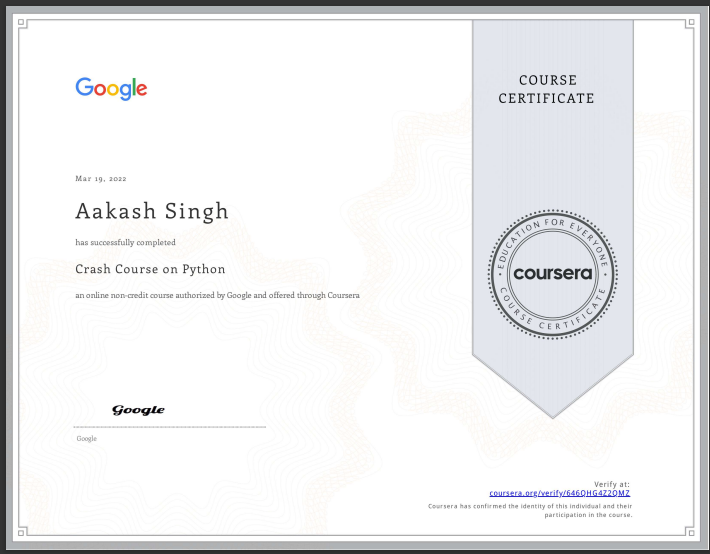 Google
COURSE
CERTIFICATE
Mar 19, 2022
Aakash Singh
has successfully completed
Crash Course on Python
an online non-credit course authorized by Google and offered through Coursera
EDUCATION FOR EVERYONE
coursera
COURSE CERTIFICATE
Google
Google
Verify at:
coursera.org/verify/646QHG4Z2QMZ
Coursera has confirmed the identity of this individual and their
participation in the course.